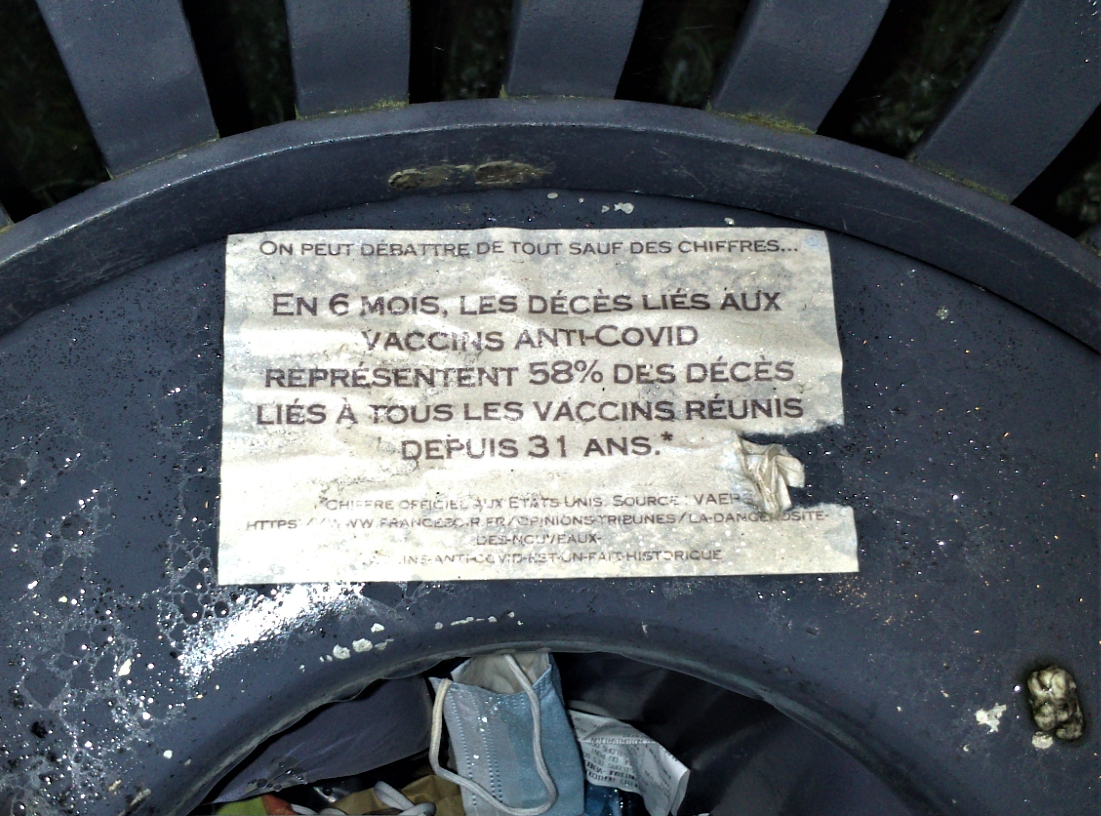 On peut débattre de tout sauf des chiffres...
En 6 mois, les décès liés aux
vaccins anti-Covid
représentent 58% des décès
liés à tous les vaccins réunis
depuis 31 ans.*
*Chiffre officiel aux Etats-Unis. Source : VAERS
https://www.francesoir.fr/opinions-tribunes/la-dangerosite-
des-nouveaux-
ins-anti-covid-est-un-fait-historique